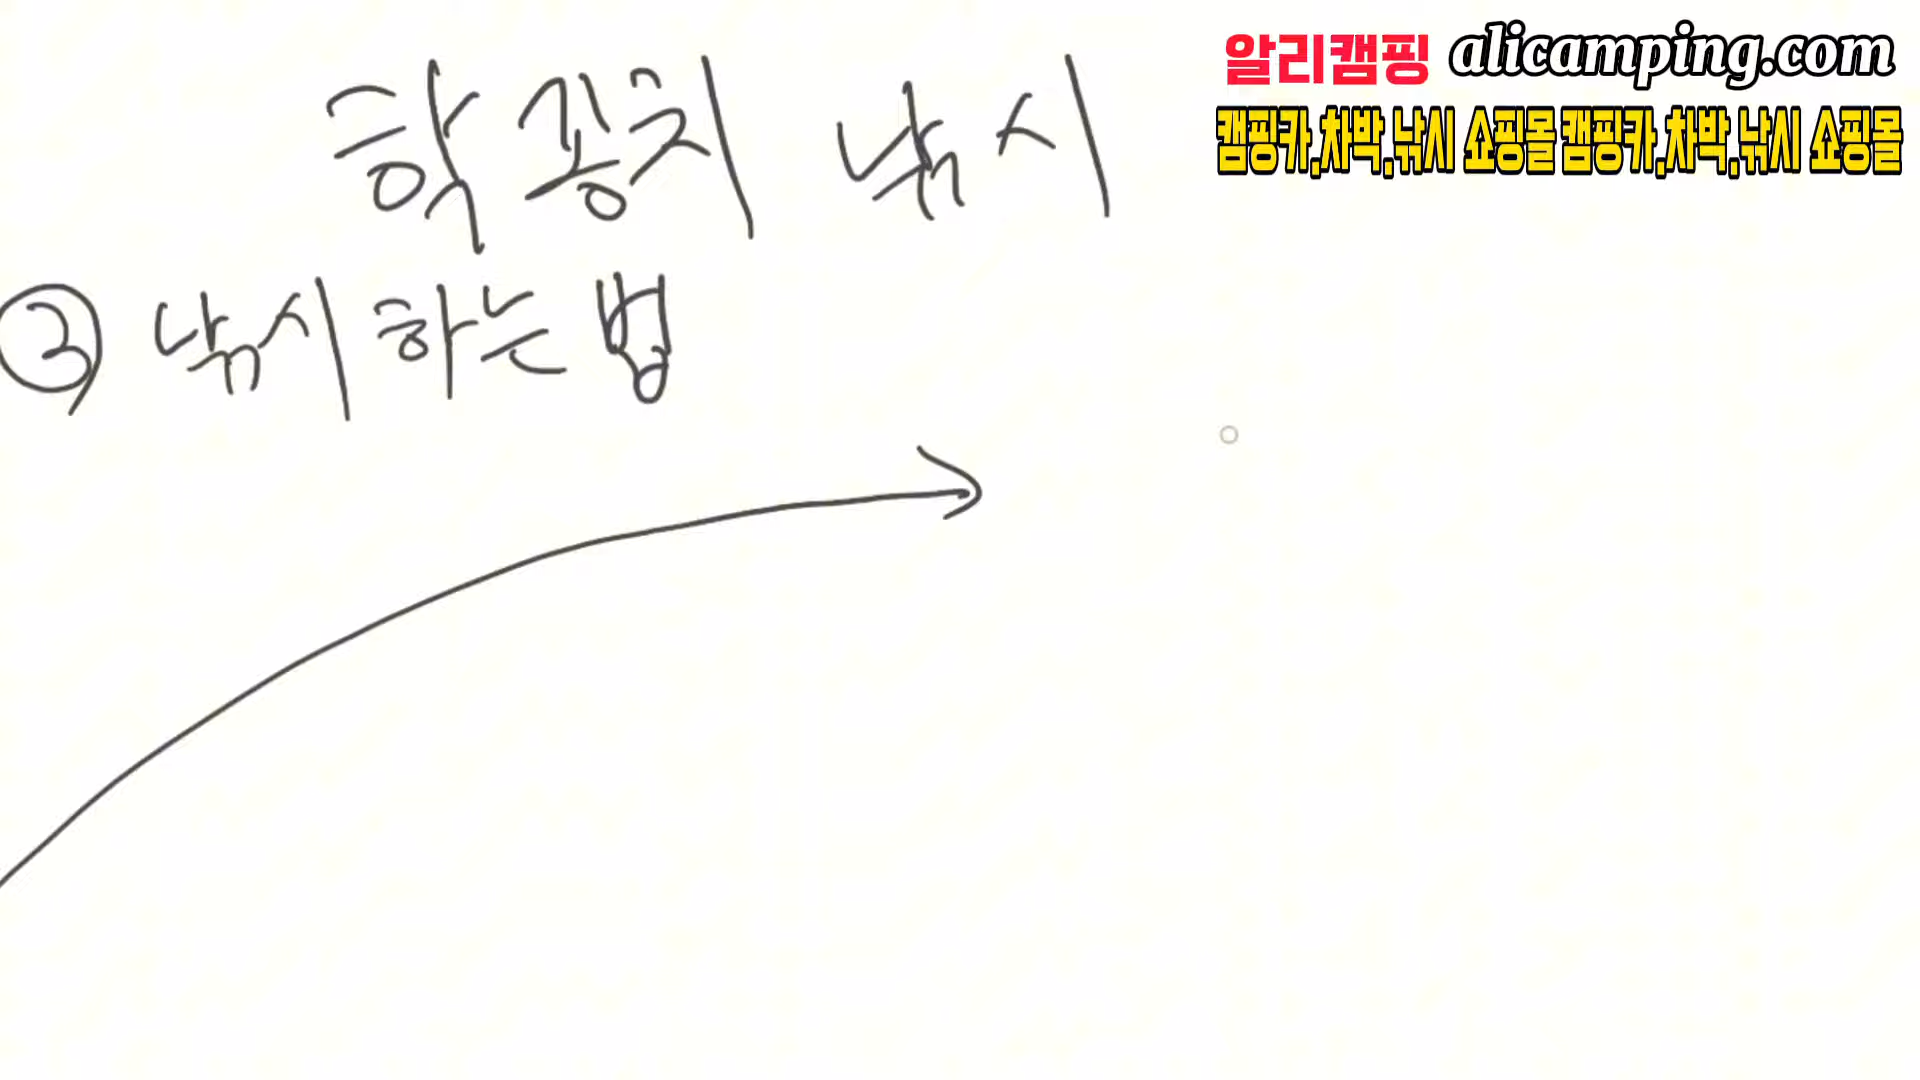 학꽁치 낚시
알리캠핑 alicamping.com
캠핑카,차박,낚시 쇼핑몰 캠핑카,차박,낚시 쇼핑몰
③ 낚시하는 법